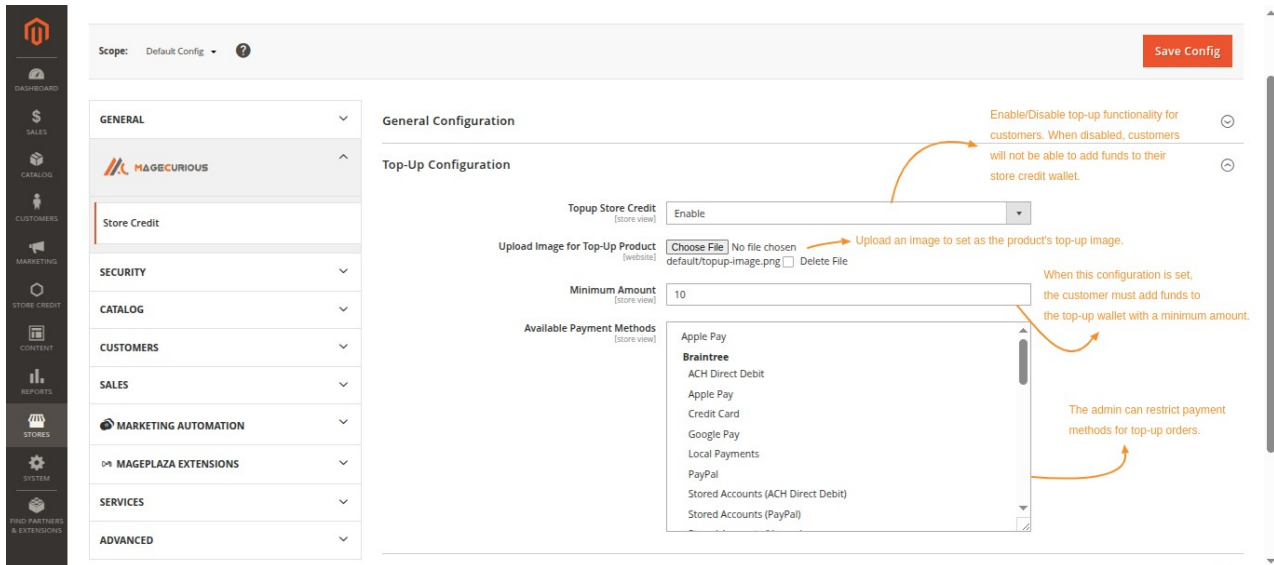 Scope: Default Config ?
Save Config
DASHBOARD
SALES
CATALOG
CUSTOMERS
MARKETING
STORE CREDIT
CONTENT
REPORTS
STORES
SYSTEM
FIND PARTNERS
& EXTENSIONS
GENERAL
MAGECURIOUS
Store Credit
SECURITY
CATALOG
CUSTOMERS
SALES
MARKETING AUTOMATION
MAGEPLAZA EXTENSIONS
SERVICES
ADVANCED
General Configuration
Top-Up Configuration
Topup Store Credit
[store view]
Enable
Upload Image for Top-Up Product
[website]
Choose File No file chosen
default/topup-image.png Delete File
Minimum Amount
[store view]
10
Available Payment Methods
[store view]
Apple Pay
Braintree
ACH Direct Debit
Apple Pay
Credit Card
Google Pay
Local Payments
PayPal
Stored Accounts (ACH Direct Debit)
Stored Accounts (PayPal)
Enable/Disable top-up functionality for
customers. When disabled, customers
will not be able to add funds to their
store credit wallet.
Upload an image to set as the product's top-up image.
When this configuration is set,
the customer must add funds to
the top-up wallet with a minimum amount.
The admin can restrict payment
methods for top-up orders.